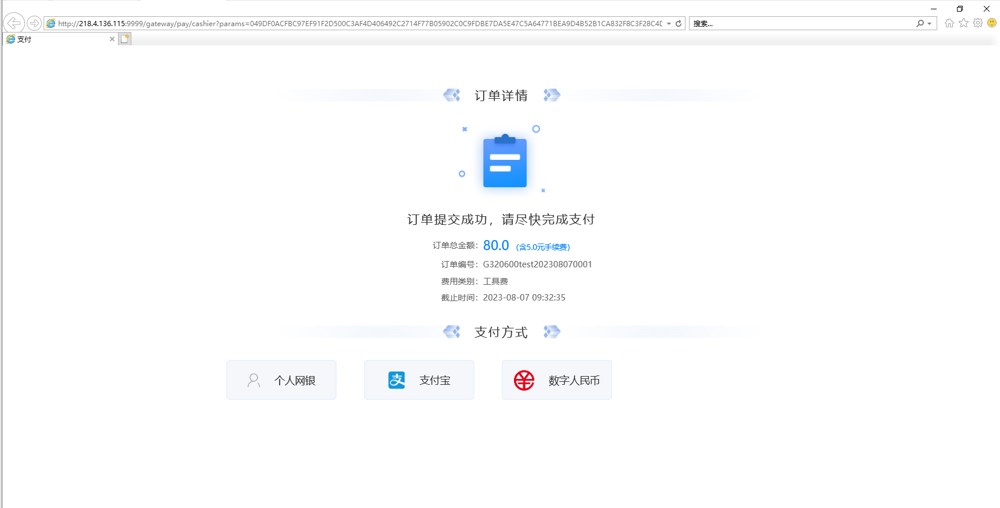 http://218.4.136.115:9999/gateway/pay/cashier?params=049DF0ACFBC97EF91F2D500C3AF4D406492C2714F77B05902C0C9FDBE7DA5E47C5A64771BEA9D4B52B1CA832F8C3F28C4D
搜索...
支付
订单详情
订单提交成功，请尽快完成支付
订单总金额：80.0 (含5.0元手续费)
订单编号：G320600test202308070001
费用类别：工具费
截止时间：2023-08-07 09:32:35
支付方式
个人网银
支 支付宝
数字人民币